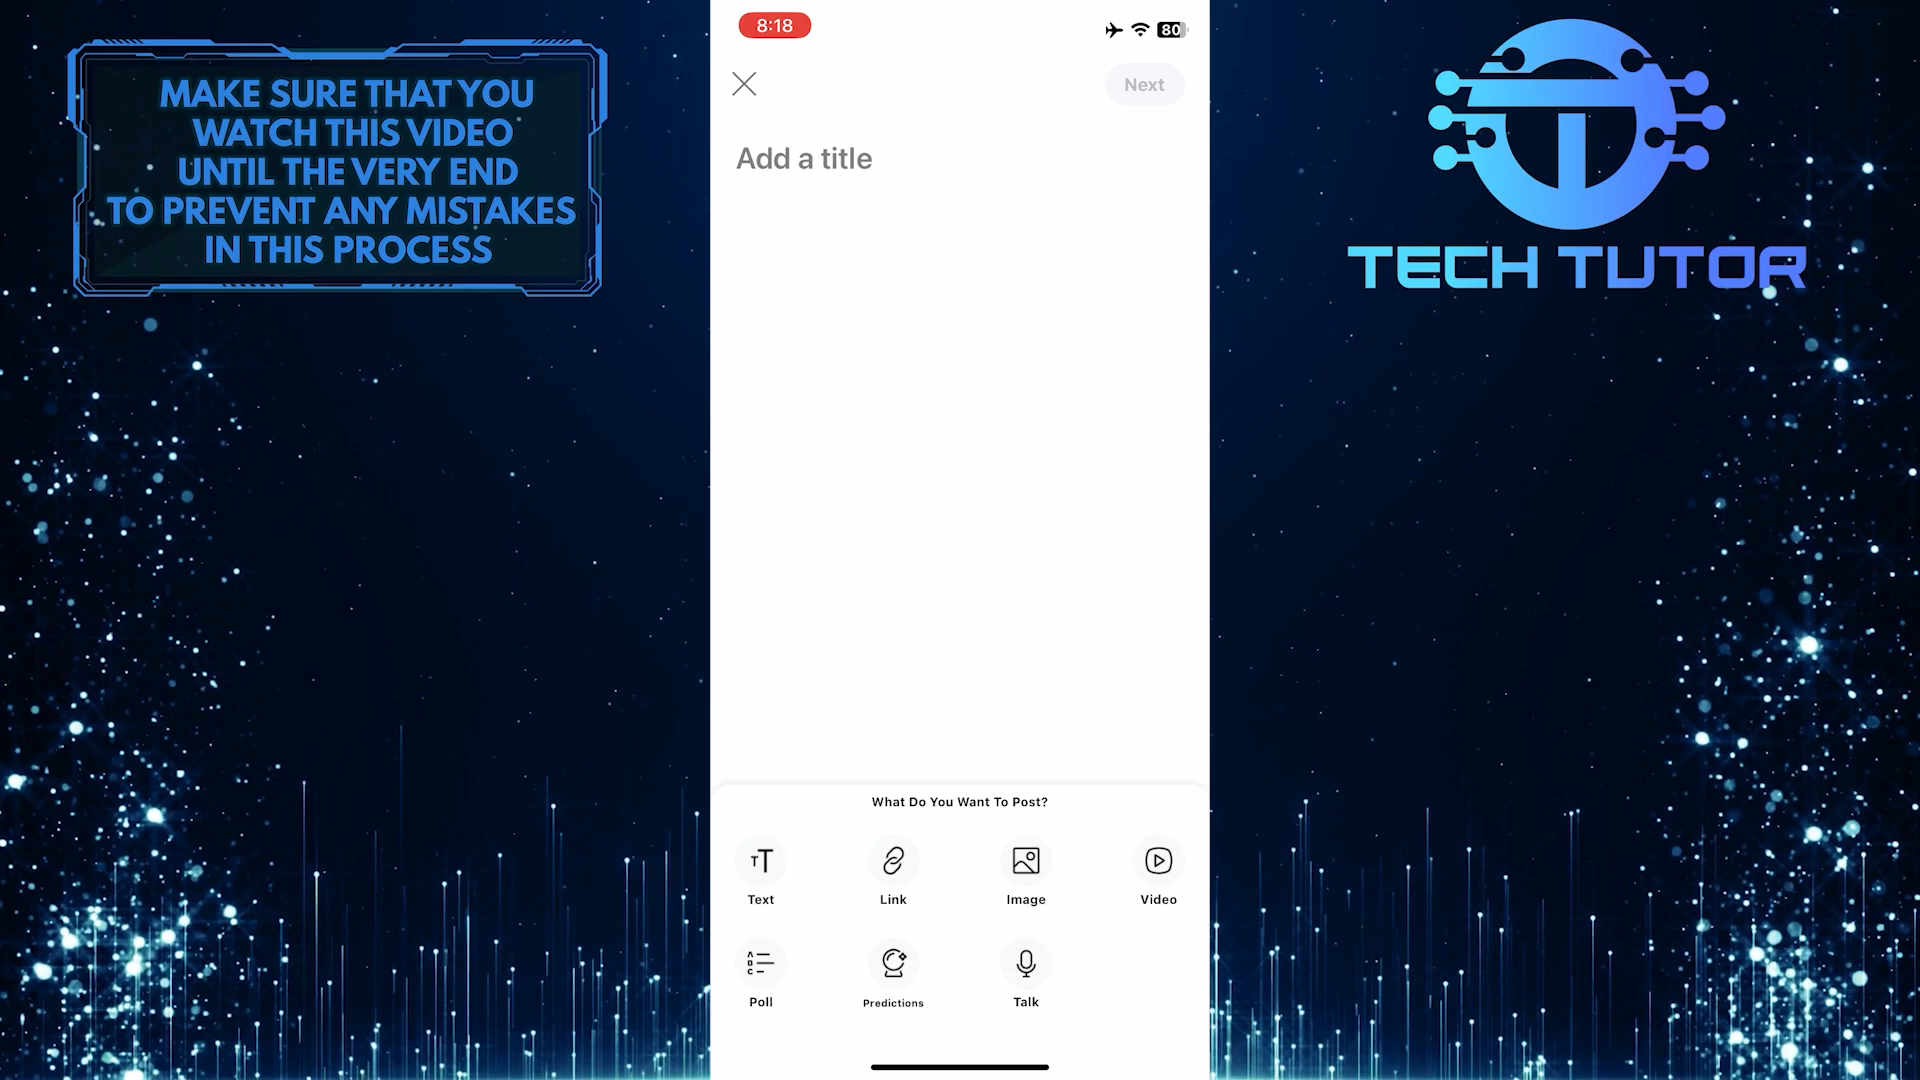 MAKE SURE THAT YOU
WATCH THIS VIDEO
UNTIL THE VERY END
TO PREVENT ANY MISTAKES
IN THIS PROCESS
8:18
80
Next
Add a title
What Do You Want To Post?
Text
Link
Image
Video
Poll
Predictions
Talk
TECH TUTOR